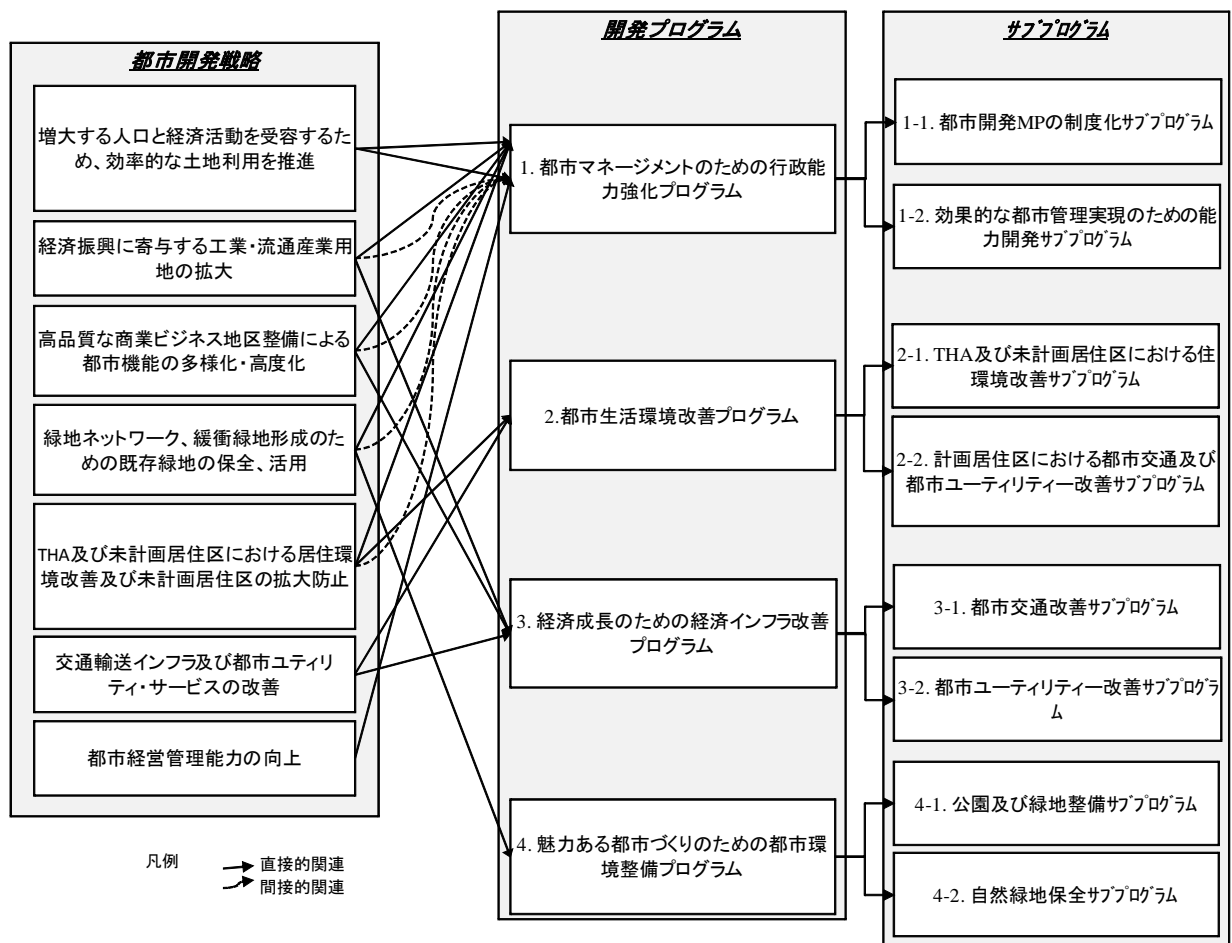 都市開発戦略
増大する人口と経済活動を受容するた
め、効率的な土地利用を推進
経済振興に寄与する工業・流通産業用
地の拡大
高品質な商業ビジネス地区整備による
都市機能の多様化・高度化
緑地ネットワーク、緩衝緑地形成のた
めの既存緑地の保全、活用
THA及び未計画居住区における居住環
境改善及び未計画居住区の拡大防止
交通輸送インフラ及び都市ユティリ
ティ・サービスの改善
都市経営管理能力の向上
凡例
直接的関連
間接的関連
開発プログラム
1. 都市マネージメントのための行政能
力強化プログラム
2.都市生活環境改善プログラム
3. 経済成長のための経済インフラ改善
プログラム
4. 魅力ある都市づくりのための都市環
境整備プログラム
ｻﾌﾞﾌﾟﾛｸﾞﾗﾑ
1-1. 都市開発MPの制度化ｻﾌﾞﾌﾟﾛｸﾞﾗﾑ
1-2. 効果的な都市管理実現のための能
力開発ｻﾌﾞﾌﾟﾛｸﾞﾗﾑ
2-1. THA及び未計画居住区における住
環境改善ｻﾌﾞﾌﾟﾛｸﾞﾗﾑ
2-2. 計画居住区における都市交通及び
都市ユーティリティー改善ｻﾌﾞﾌﾟﾛｸﾞﾗﾑ
3-1. 都市交通改善ｻﾌﾞﾌﾟﾛｸﾞﾗﾑ
3-2. 都市ユーティリティー改善ｻﾌﾞﾌﾟﾛｸﾞﾗ
ﾑ
4-1. 公園及び緑地整備ｻﾌﾞﾌﾟﾛｸﾞﾗﾑ
4-2. 自然緑地保全ｻﾌﾞﾌﾟﾛｸﾞﾗﾑ